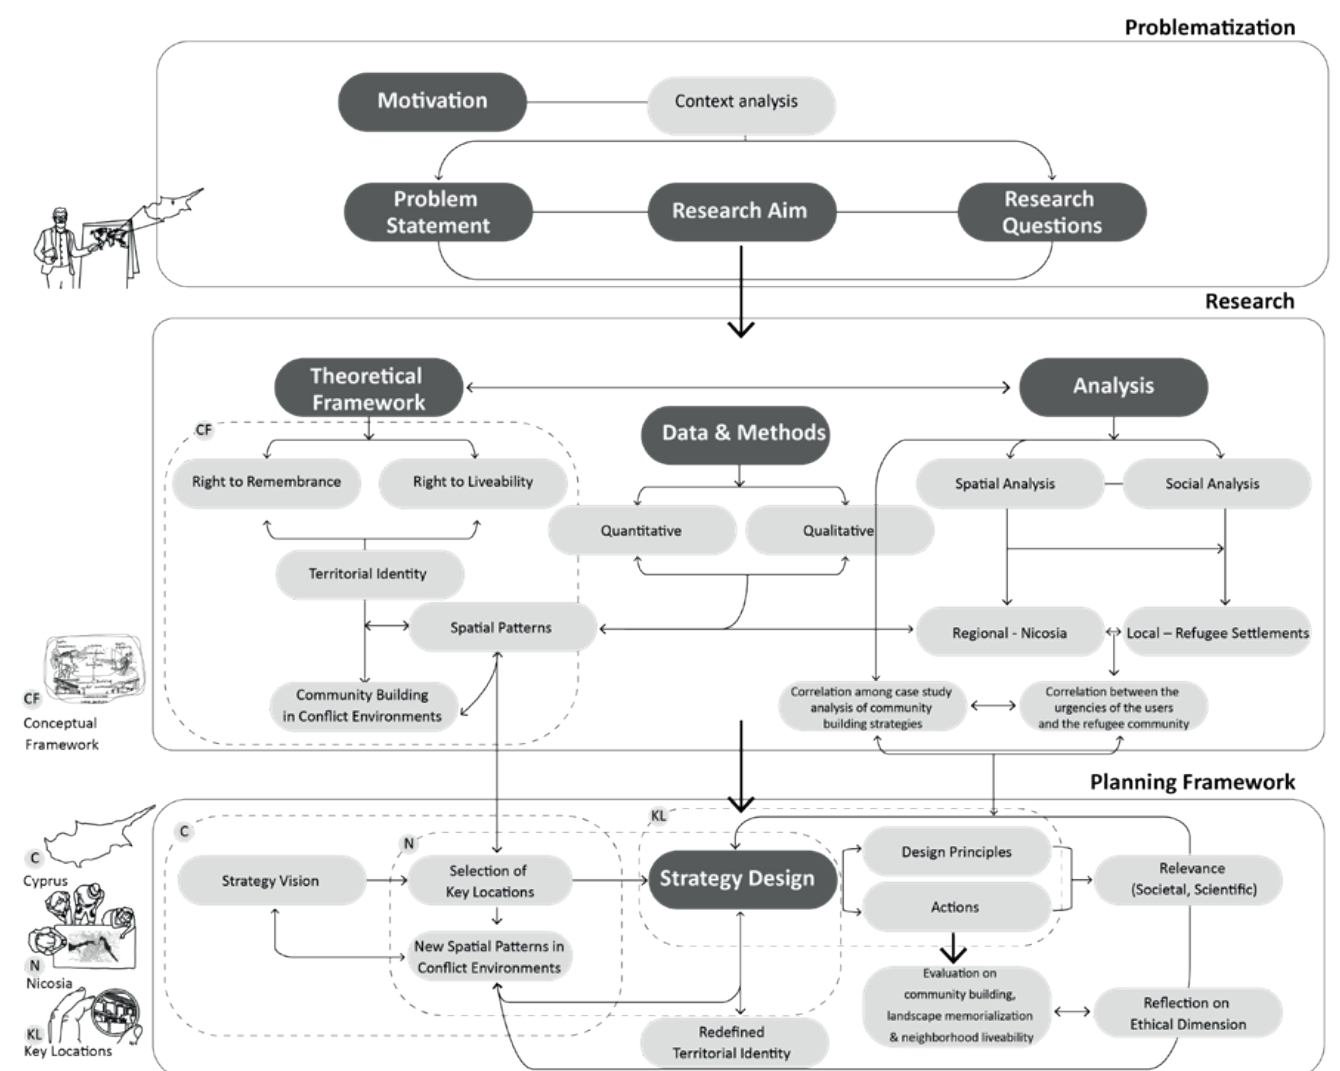 Problematization
Motivation
Context analysis
Problem
Statement
Research Aim
Research
Questions
Research
Theoretical
Framework
Analysis
Data & Methods
CF
Right to Remembrance
Right to Liveability
Spatial Analysis
Social Analysis
Quantitative
Qualitative
Territorial Identity
Spatial Patterns
Regional - Nicosia
Local – Refugee Settlements
Community Building
in Conflict Environments
Correlation among case study
analysis of community
building strategies
Correlation between the
urgencies of the users
and the refugee community
CF
Conceptual
Framework
Planning Framework
C
N
KL
C
Cyprus
N
Nicosia
KL
Key Locations
Strategy Vision
Selection of
Key Locations
Strategy Design
Design Principles
Actions
Relevance
(Societal, Scientific)
New Spatial Patterns in
Conflict Environments
Evaluation on
community building,
landscape memorialization
& neighborhood liveability
Reflection on
Ethical Dimension
Redefined
Territorial Identity